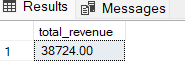 Results Messages
total_revenue
1 38724.00